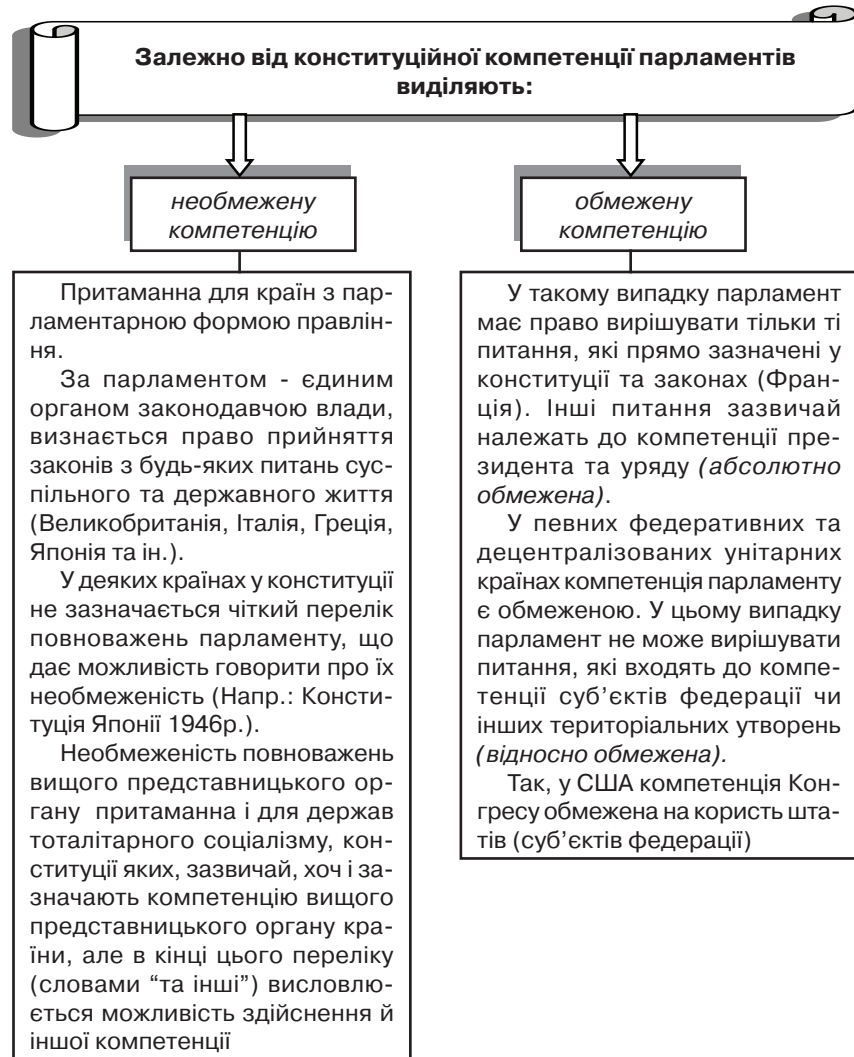 Залежно від конституційної компетенції парламентів
виділяють:
необмежену
компетенцію
Притаманна для країн з пар-
ламентарною формою правлін-
ня.
За парламентом - єдиним
органом законодавчою влади,
визнається право прийняття
законів з будь-яких питань сус-
пільного та державного життя
(Великобританія, Італія, Греція,
Японія та ін.).
У деяких країнах у конституції
не зазначається чіткий перелік
повноважень парламенту, що
дає можливість говорити про їх
необмеженість (Напр.: Консти-
туція Японії 1946р.).
Необмеженість повноважень
вищого представницького ор-
гану притаманна і для держав
тоталітарного соціалізму, кон-
ституції яких, зазвичай, хоч і за-
значають компетенцію вищого
представницького органу кра-
їни, але в кінці цього переліку
(словами “та інші”) висловлю-
ється можливість здійснення й
іншої компетенції
обмежену
компетенцію
У такому випадку парламент
має право вирішувати тільки ті
питання, які прямо зазначені у
конституції та законах (Фран-
ція). Інші питання зазвичай
належать до компетенції пре-
зидента та уряду (абсолютно
обмежена).
У певних федеративних та
децентралізованих унітарних
країнах компетенція парламенту
є обмеженою. У цьому випадку
парламент не може вирішувати
питання, які входять до компе-
тенції суб’єктів федерації чи
інших територіальних утворень
(відносно обмежена).
Так, у США компетенція Кон-
гресу обмежена на користь шта-
тів (суб’єктів федерації)